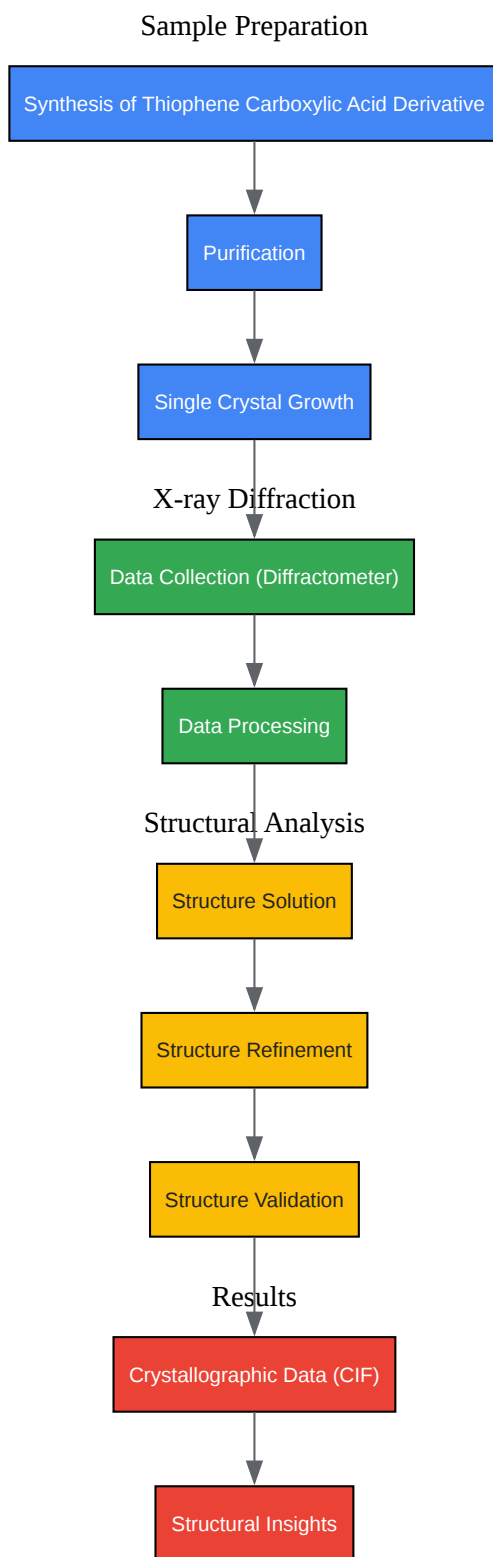 Sample Preparation
Synthesis of Thiophene Carboxylic Acid Derivative
Purification
Single Crystal Growth
X-ray Diffraction
Data Collection (Diffractometer)
Data Processing
Structural Analysis
Structure Solution
Structure Refinement
Structure Validation
Results
Crystallographic Data (CIF)
Structural Insights